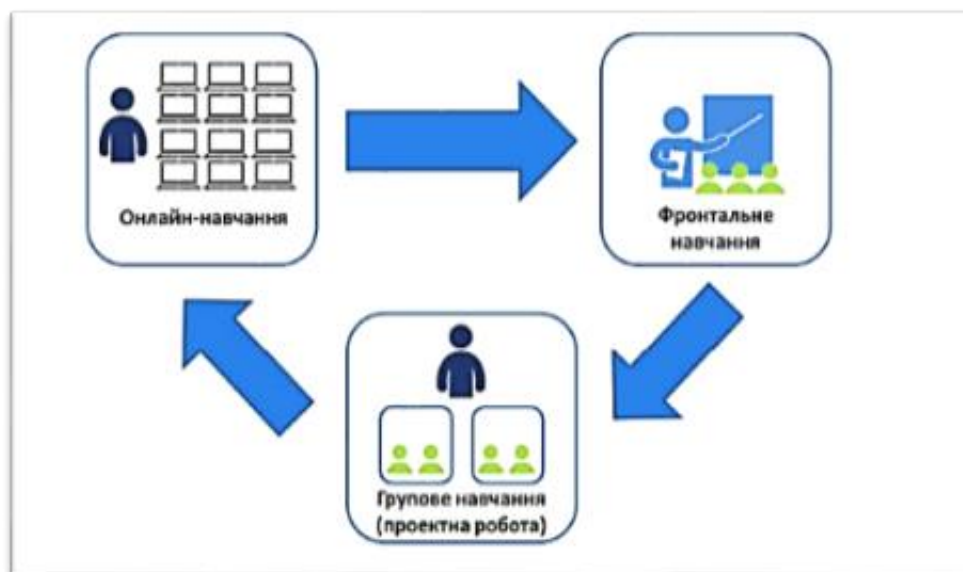 Онлайн-навчання
Фронтальне
навчання
Групове навчання
(проектна робота)